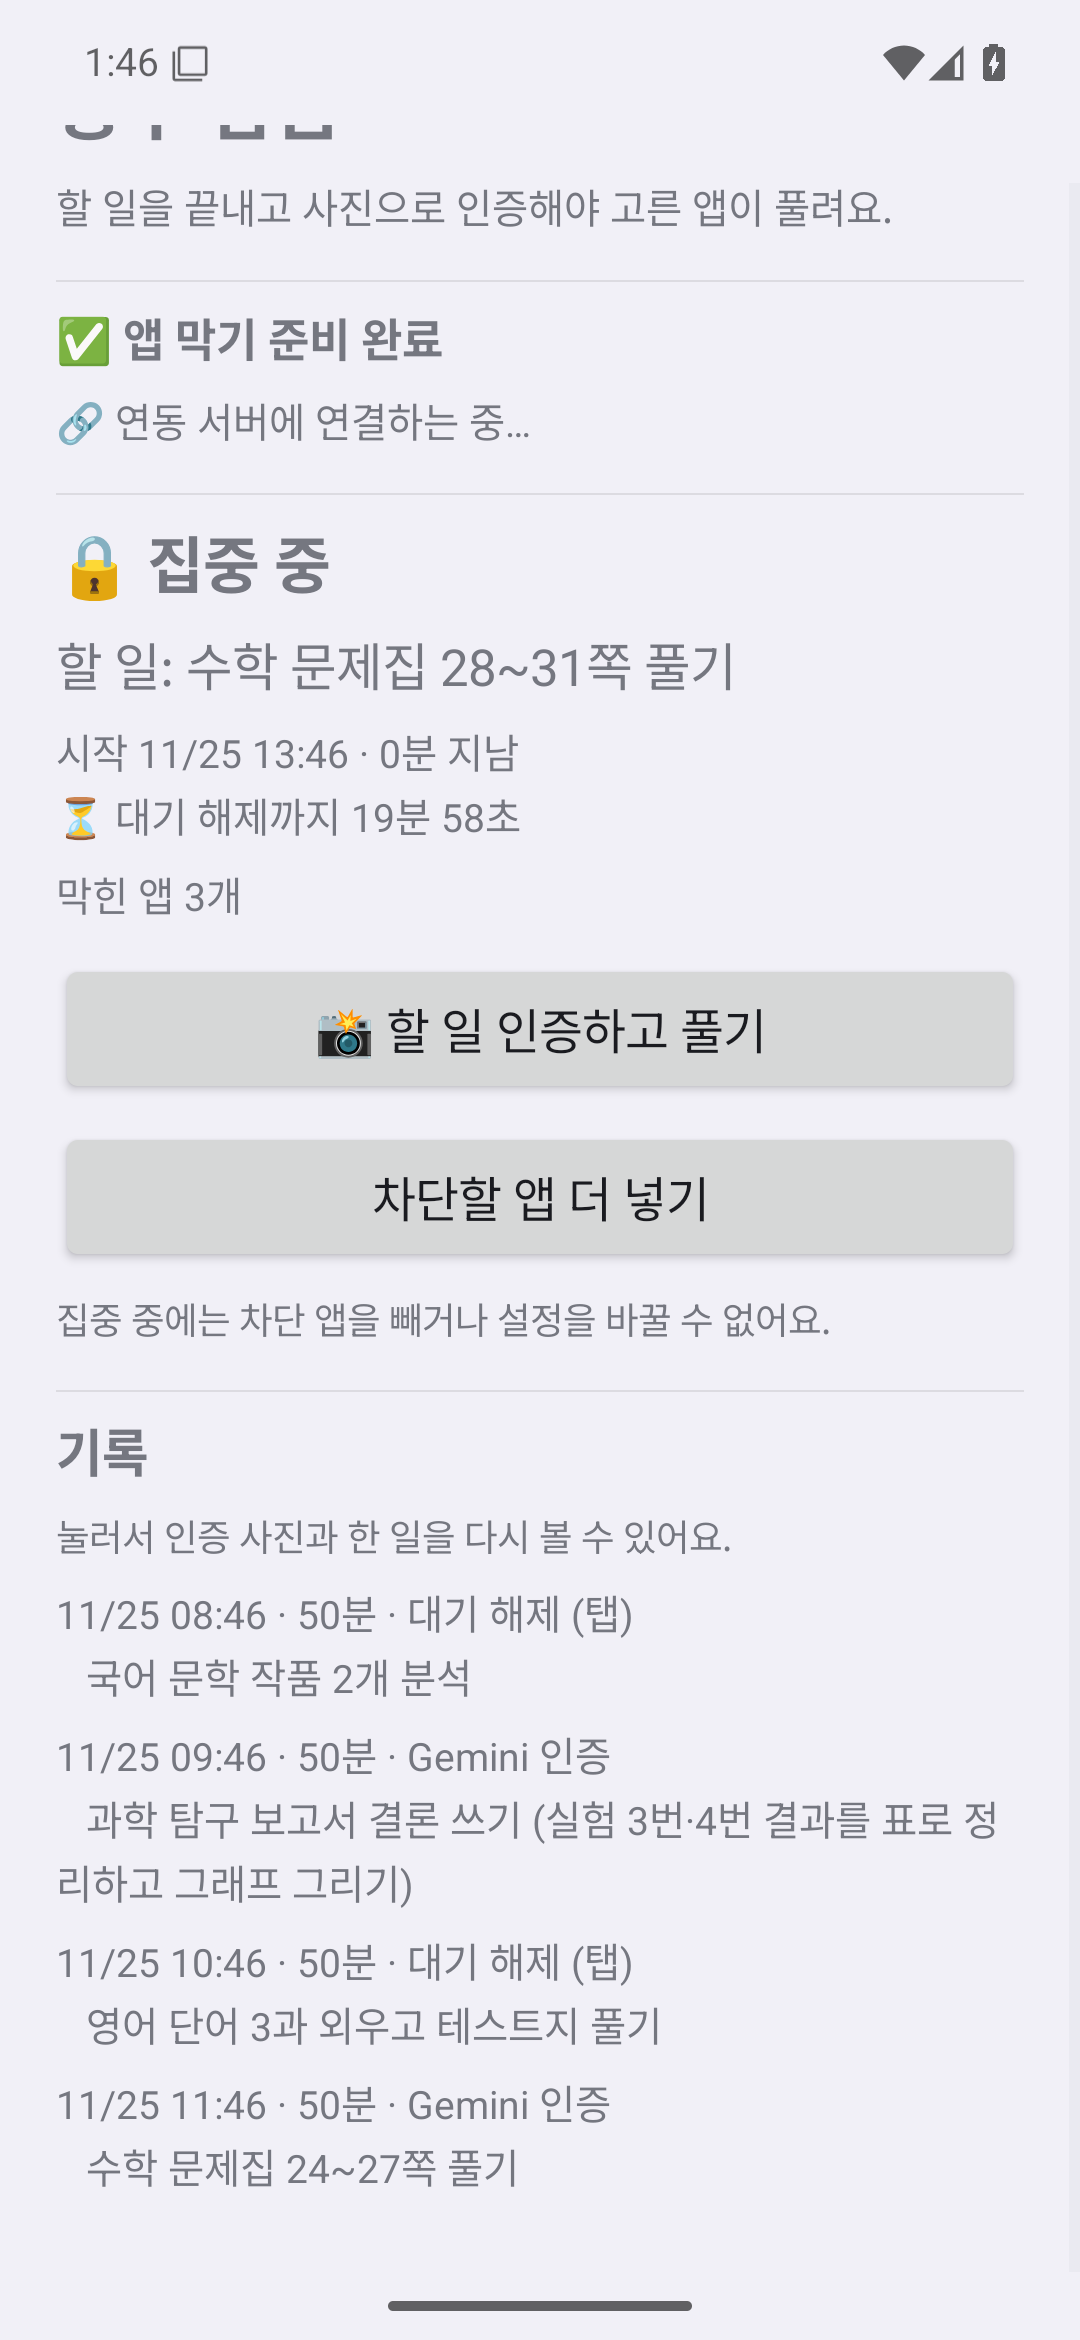 1:46
할 일을 끝내고 사진으로 인증해야 고른 앱이 풀려요.
✅ 앱 막기 준비 완료
🔗 연동 서버에 연결하는 중…
🔒 집중 중
할 일: 수학 문제집 28~31쪽 풀기
시작 11/25 13:46 · 0분 지남
⏳ 대기 해제까지 19분 58초
막힌 앱 3개
📸 할 일 인증하고 풀기
차단할 앱 더 넣기
집중 중에는 차단 앱을 빼거나 설정을 바꿀 수 없어요.
기록
눌러서 인증 사진과 한 일을 다시 볼 수 있어요.
11/25 08:46 · 50분 · 대기 해제 (탭)
국어 문학 작품 2개 분석
11/25 09:46 · 50분 · Gemini 인증
과학 탐구 보고서 결론 쓰기 (실험 3번·4번 결과를 표로 정
리하고 그래프 그리기)
11/25 10:46 · 50분 · 대기 해제 (탭)
영어 단어 3과 외우고 테스트지 풀기
11/25 11:46 · 50분 · Gemini 인증
수학 문제집 24~27쪽 풀기